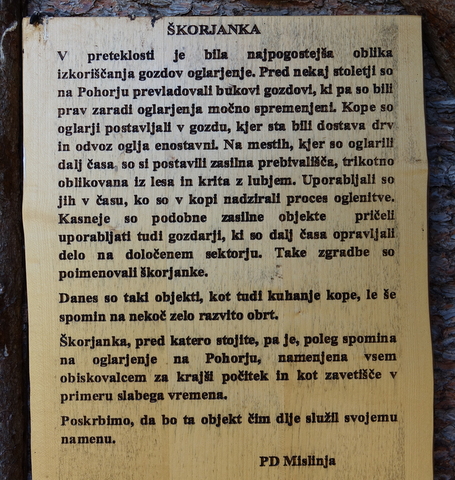 ŠKORJANKA
V preteklosti je bila najpogostejša oblika
izkoriščanja gozdov oglarjenje. Pred nekaj stoletji so
na Pohorju prevladovali bukovi gozdovi, ki pa so bili
prav zaradi oglarjenja močno spremenjeni. Kope so
oglarji postavljali v gozdu, kjer sta bili dostava drv
in odvoz oglja enostavni. Na mestih, kjer so oglarili
dalj časa, so si postavili zasilna prebivališča, trikotno
oblikovana iz lesa in krita z lubjem. Uporabljali so
jih v času, ko so v kopi nadzirali proces oglenitve.
Kasneje so podobne zasilne objekte pričeli
uporabljati tudi gozdarji, ki so dalj časa opravljali
delo na določenem sektorju. Take zgradbe so
poimenovali škorjanke.
Danes so taki objekti, kot tudi kuhanje kope, le še
spomin na nekoč zelo razvito obrt.
Škorjanka, pred katero stojite, pa je, poleg spomina
na oglarjenje na Pohorju, namenjena vsem
obiskovalcem za krajši počitek in kot zavetišče v
primeru slabega vremena.
Poskrbimo, da bo ta objekt čim dlje služil svojemu
namenu.
PD Mislinja